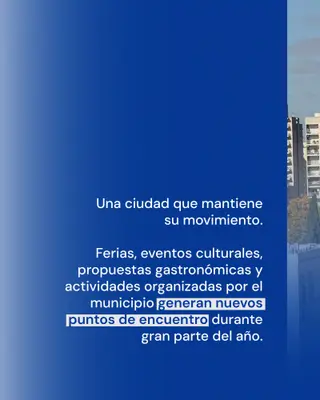 Una ciudad que mantiene
su movimiento.
Ferias, eventos culturales,
propuestas gastronómicas y
actividades organizadas por el
municipio generan nuevos
puntos de encuentro durante
gran parte del año.